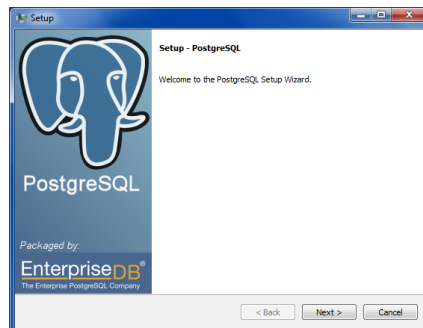 Setup
Setup - PostgreSQL
Welcome to the PostgreSQL Setup Wizard.
PostgreSQL
Packaged by:
EnterpriseDB®
The Enterprise PostgreSQL Company
< Back
Next >
Cancel